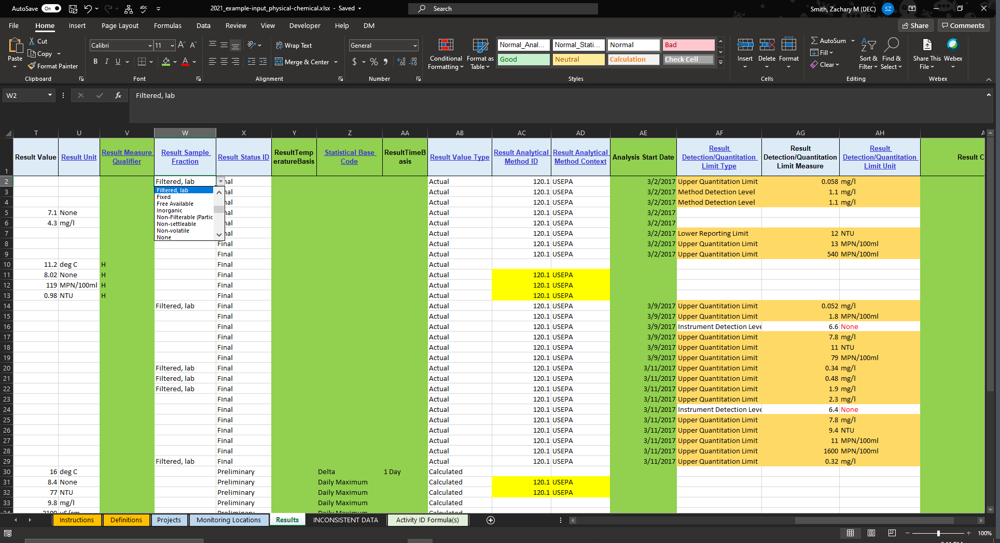 AutoSave On abc 2021_example-input_physical-chemical.xlsx - Saved Search Smith, Zachary M (DEC) SZ
File Home Insert Page Layout Formulas Data Review View Developer Help DM Share Comments
Paste Cut Copy Format Painter Clipboard
Calibri 11 A A B I U A Font
ab Wrap Text Merge & Center Alignment
General $ % 9 Number
Conditional Formatting Format as Table
Normal_Anal... Normal_Stati... Normal Bad
Good Neutral Calculation Check Cell
Styles
Insert Delete Format Cells
AutoSum Fill Clear Sort & Filter Find & Select Editing
Share This File Webex Webex
W2 fx Filtered, lab
T U V W X Y Z AA AB AC AD AE AF AG AH
1 Result Value Result Unit Result Measure Qualifier Result Sample Fraction Result Status ID ResultTemperatureBasis Statistical Base Code ResultTimeBasis Result Value Type Result Analytical Method ID Result Analytical Method Context Analysis Start Date Result Detection/Quantitation Limit Type Result Detection/Quantitation Limit Measure Result Detection/Quantitation Limit Unit Result C
2 Filtered, lab nal Actual 120.1 USEPA 3/2/2017 Upper Quantitation Limit 0.058 mg/l
Filtered, lab
Fixed
Free Available
Inorganic
Non-Filterable (Partic
Non-settleable
Non-volatile
None
3 nal Actual 120.1 USEPA 3/2/2017 Method Detection Level 1.1 mg/l
4 nal Actual 120.1 USEPA 3/2/2017 Method Detection Level 1.1 mg/l
5 7.1 None nal Actual 120.1 USEPA 3/2/2017
6 4.3 mg/l nal Actual 120.1 USEPA 3/2/2017
7 nal Actual 120.1 USEPA 3/2/2017 Lower Reporting Limit 12 NTU
8 Final Actual 120.1 USEPA 3/2/2017 Upper Quantitation Limit 13 MPN/100ml
9 Final Actual 120.1 USEPA 3/2/2017 Upper Quantitation Limit 540 MPN/100ml
10 11.2 deg C H Final Actual
11 8.02 None H Final Actual 120.1 USEPA
12 119 MPN/100ml H Final Actual 120.1 USEPA
13 0.98 NTU H Final Actual 120.1 USEPA
14 Filtered, lab Final Actual 120.1 USEPA 3/9/2017 Upper Quantitation Limit 0.052 mg/l
15 Final Actual 120.1 USEPA 3/9/2017 Upper Quantitation Limit 1.8 MPN/100ml
16 Final Actual 120.1 USEPA 3/9/2017 Instrument Detection Leve 6.6 None
17 Final Actual 120.1 USEPA 3/9/2017 Upper Quantitation Limit 7.8 mg/l
18 Final Actual 120.1 USEPA 3/9/2017 Upper Quantitation Limit 11 NTU
19 Final Actual 120.1 USEPA 3/9/2017 Upper Quantitation Limit 79 MPN/100ml
20 Filtered, lab Final Actual 120.1 USEPA 3/11/2017 Upper Quantitation Limit 0.34 mg/l
21 Filtered, lab Final Actual 120.1 USEPA 3/11/2017 Upper Quantitation Limit 0.48 mg/l
22 Filtered, lab Final Actual 120.1 USEPA 3/11/2017 Upper Quantitation Limit 1.9 mg/l
23 Final Actual 120.1 USEPA 3/11/2017 Upper Quantitation Limit 2.3 mg/l
24 Final Actual 120.1 USEPA 3/11/2017 Instrument Detection Leve 6.4 None
25 Final Actual 120.1 USEPA 3/11/2017 Upper Quantitation Limit 7.8 mg/l
26 Final Actual 120.1 USEPA 3/11/2017 Upper Quantitation Limit 9.4 NTU
27 Final Actual 120.1 USEPA 3/11/2017 Upper Quantitation Limit 11 MPN/100ml
28 Final Actual 120.1 USEPA 3/11/2017 Upper Quantitation Limit 1600 MPN/100ml
29 Filtered, lab Final Actual 120.1 USEPA 3/11/2017 Upper Quantitation Limit 0.32 mg/l
30 16 deg C Preliminary Delta 1 Day Calculated
31 8.4 None Preliminary Daily Maximum Calculated 120.1 USEPA
32 77 NTU Preliminary Daily Maximum Calculated 120.1 USEPA
33 9.8 mg/l Preliminary Daily Maximum Calculated
Instructions Definitions Projects Monitoring Locations Results INCONSISTENT DATA Activity ID Formula(s)
100%